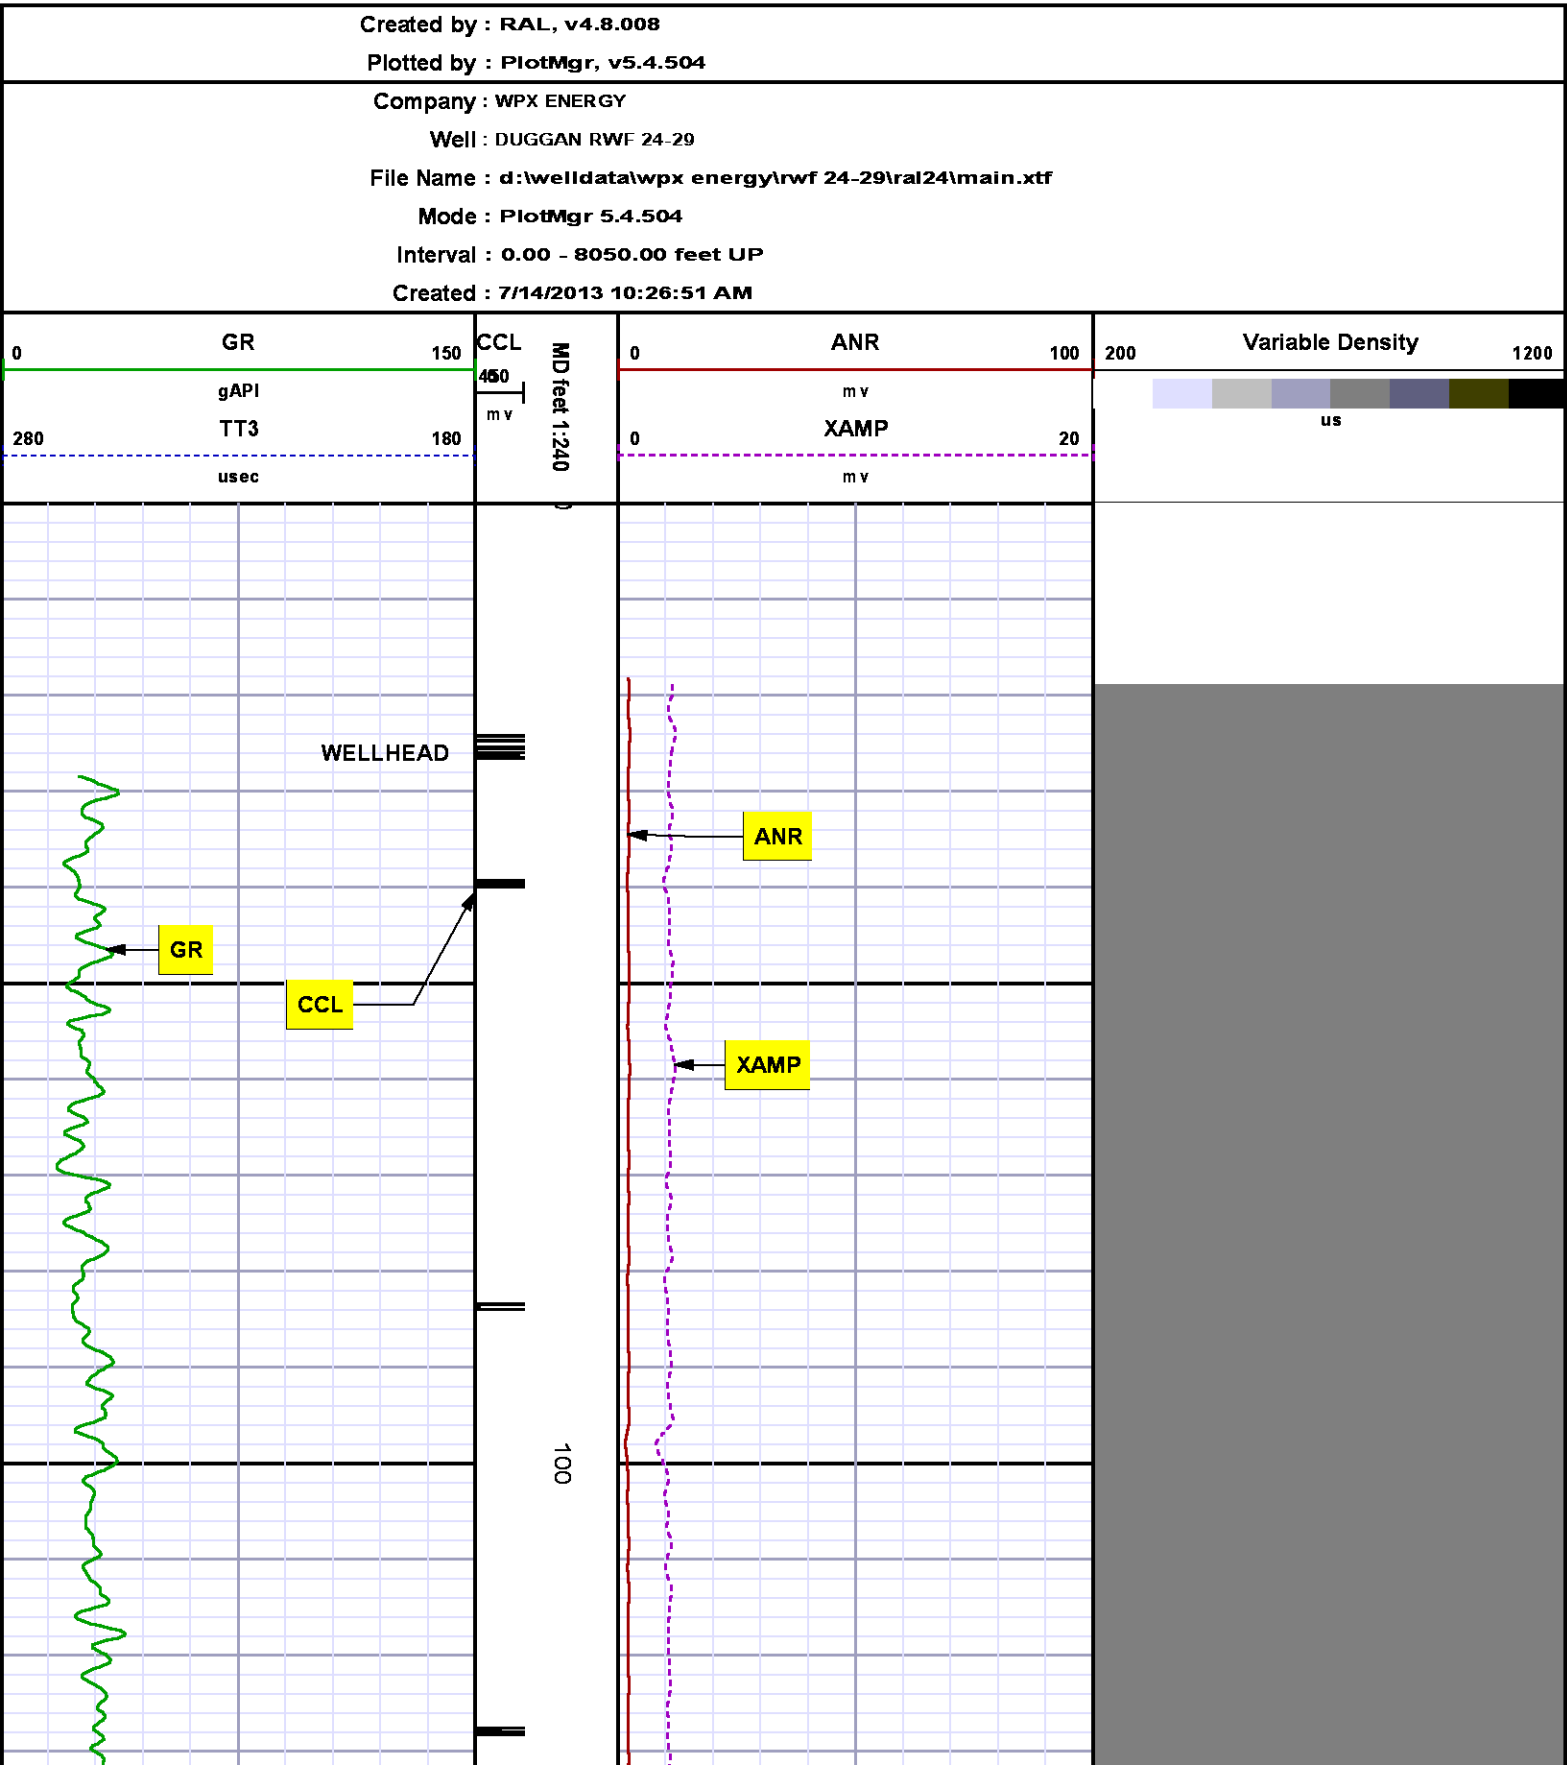 Created by : RAL, v4.8.008
Plotted by : PlotMgr, v5.4.504
Company : WPX ENERGY
Well : DUGGAN RWF 24-29
File Name : d:\welldata\wpx energy\rwf 24-29\ral24\main.xtf
Mode : PlotMgr 5.4.504
Interval : 0.00 - 8050.00 feet UP
Created : 7/14/2013 10:26:51 AM
0 GR 150
gAPI
280 TT3 180
usec
CCL
mv
MD feet 1:240
0 ANR 100
mv
0 XAMP 20
mv
200 Variable Density 1200
us
WELLHEAD
ANR
GR
CCL
XAMP
100